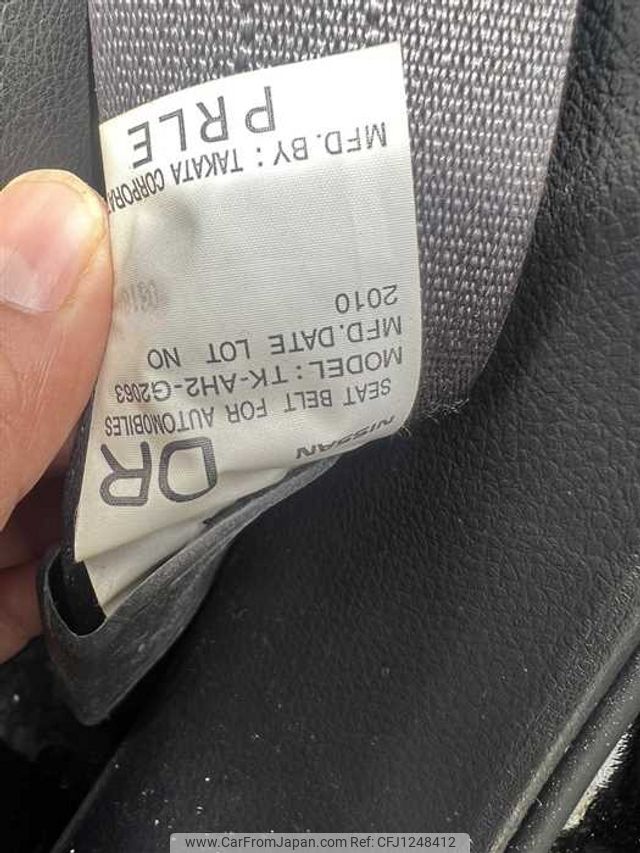 NISSAN
DR
SEAT BELT FOR AUTOMOBILES
MODEL: TK-AH2-G2063
MFD.DATE LOT NO
2010
MFD.BY: TAKATA
PRLE
www.CarFromJapan.com Ref:CFJ1248412